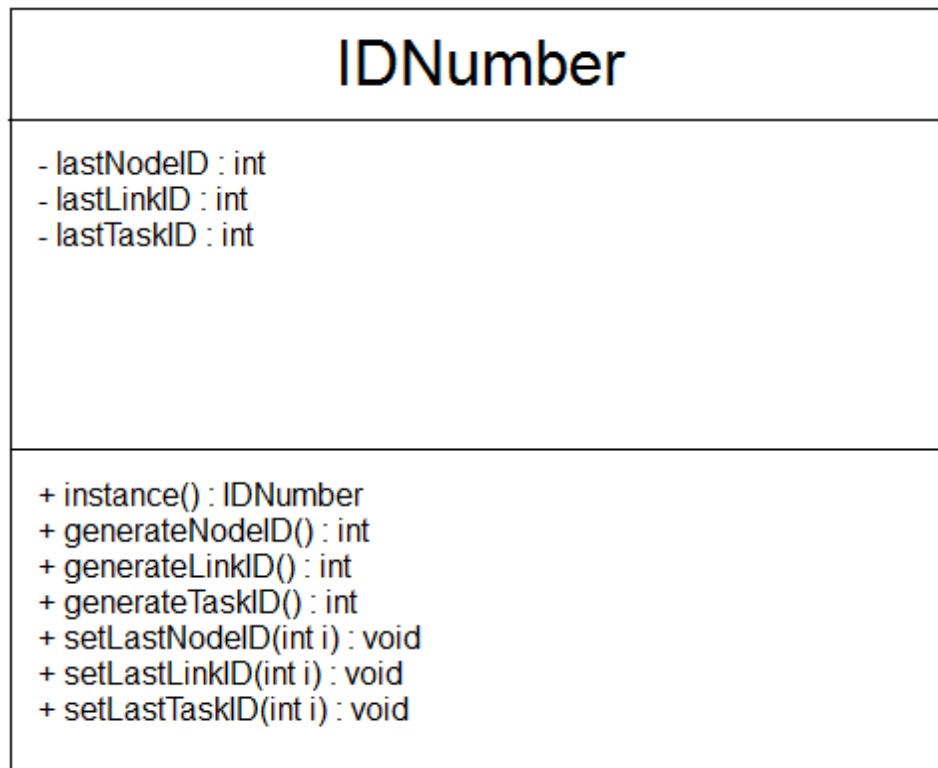 IDNumber
- lastNodeID : int
- lastLinkID : int
- lastTaskID : int
+ instance() : IDNumber
+ generateNodeID() : int
+ generateLinkID() : int
+ generateTaskID() : int
+ setLastNodeID(int i) : void
+ setLastLinkID(int i) : void
+ setLastTaskID(int i) : void